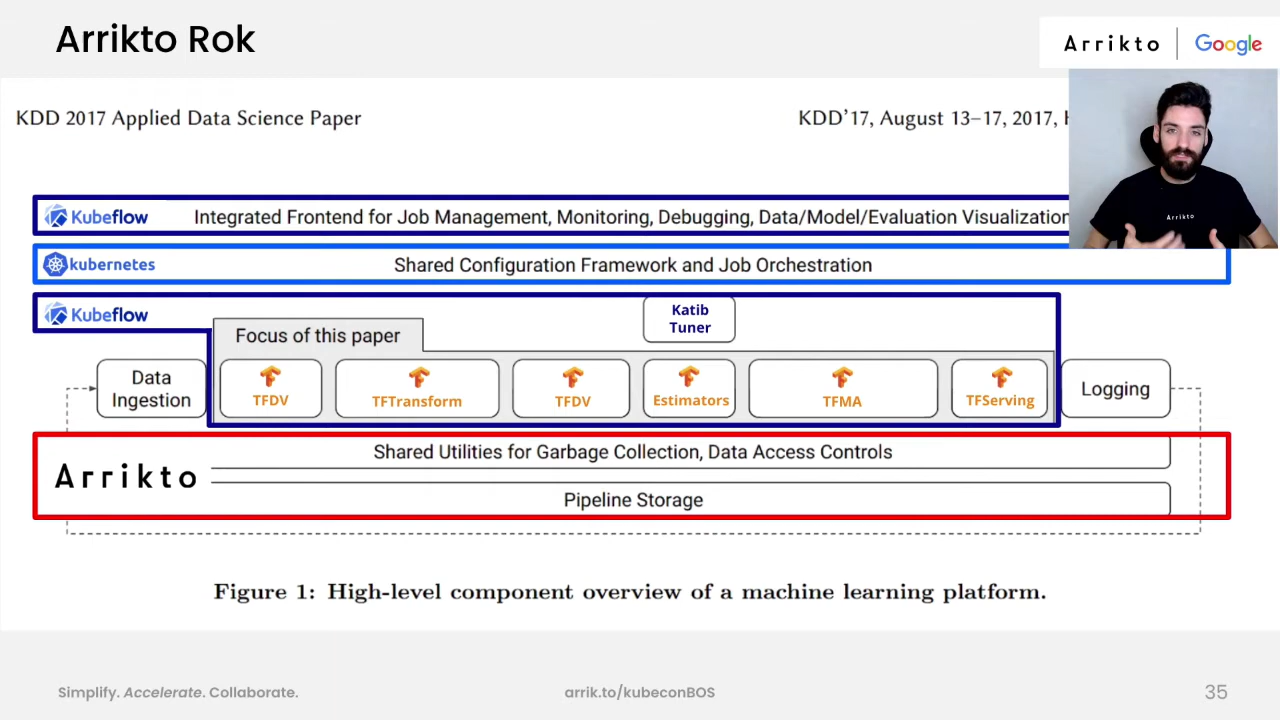 Arrikto Rok
Arrikto | Google
KDD 2017 Applied Data Science Paper
KDD'17, August 13–17, 2017,
Kubeflow
Integrated Frontend for Job Management, Monitoring, Debugging, Data/Model/Evaluation Visualization
Arrikto
kubernetes
Shared Configuration Framework and Job Orchestration
Kubeflow
Katib
Tuner
Focus of this paper
Data
Ingestion
TFDV
TFTransform
TFDV
Estimators
TFMA
TFServing
Logging
Shared Utilities for Garbage Collection, Data Access Controls
Arrikto
Pipeline Storage
Figure 1: High-level component overview of a machine learning platform.
Simplify. Accelerate. Collaborate.
arrik.to/kubeconBOS
35